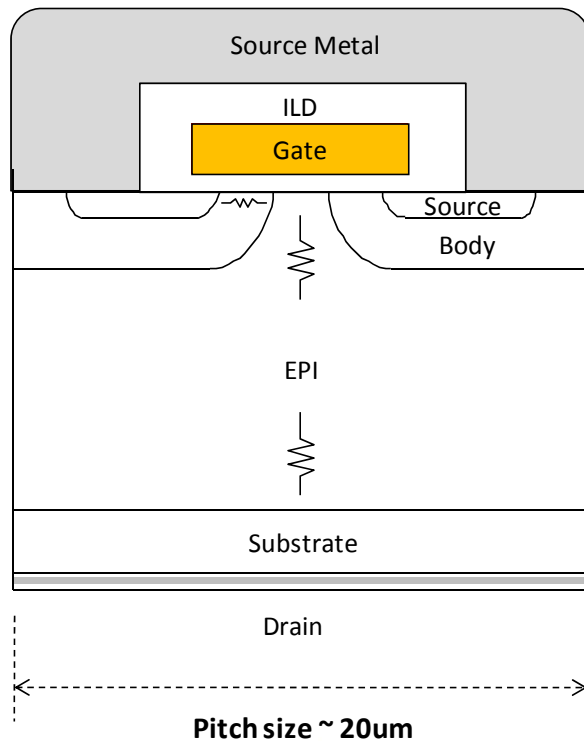 Source Metal
ILD
Gate
Source
Body
EPI
Substrate
Drain
Pitch size ~ 20um